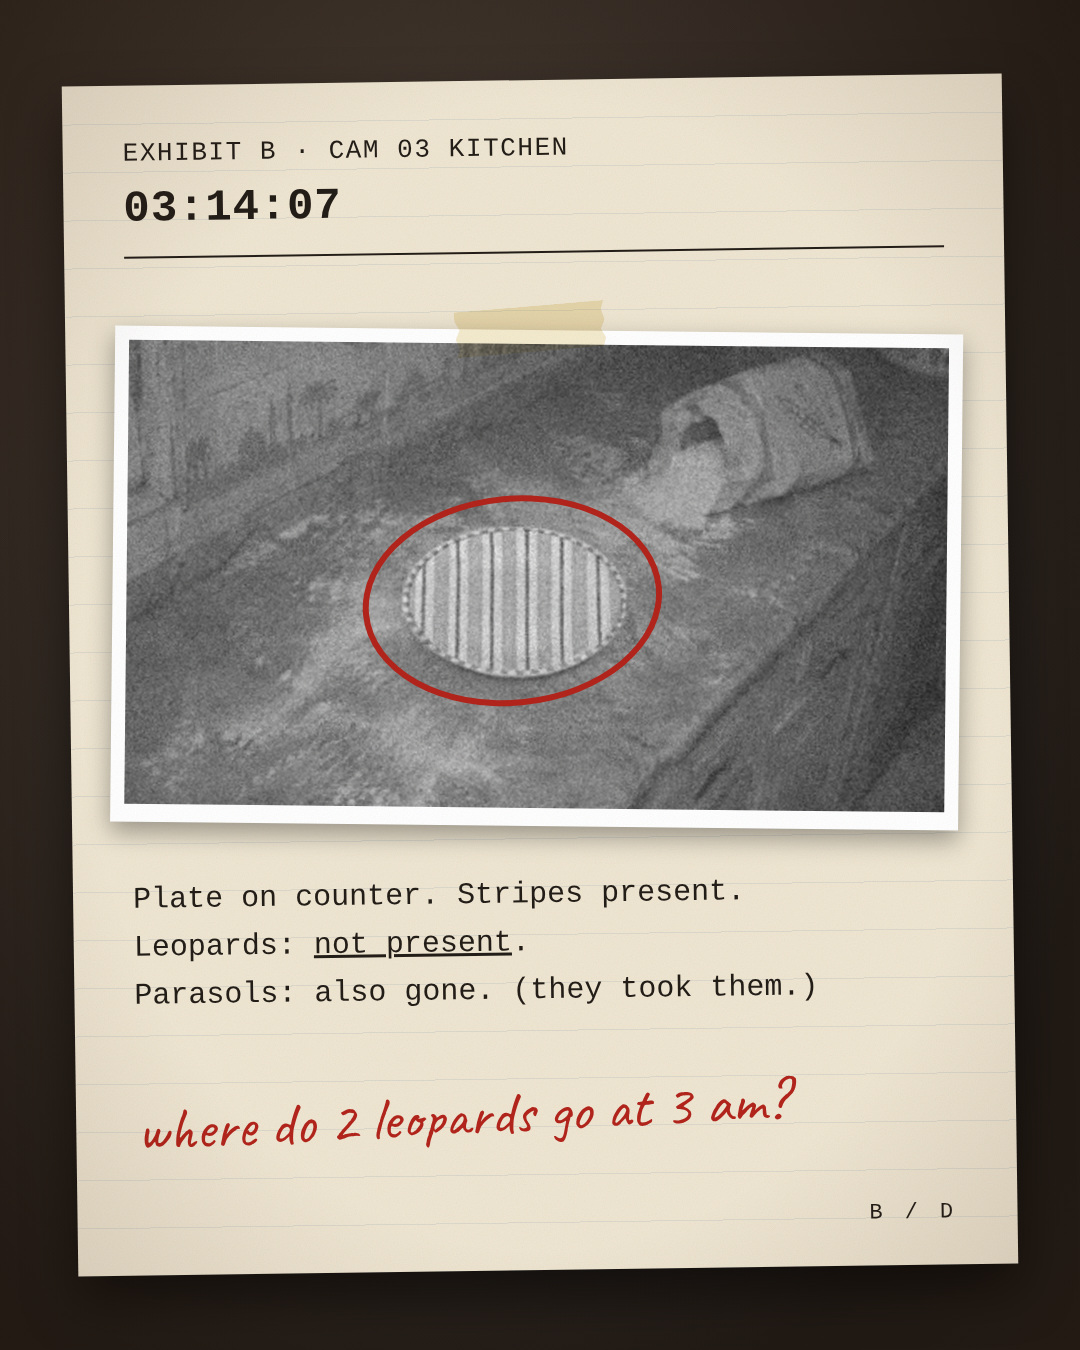 EXHIBIT B · CAM 03 KITCHEN
03:14:07
Plate on counter. Stripes present.
Leopards: not present.
Parasols: also gone. (they took them.)
where do 2 leopards go at 3 am?
B / D